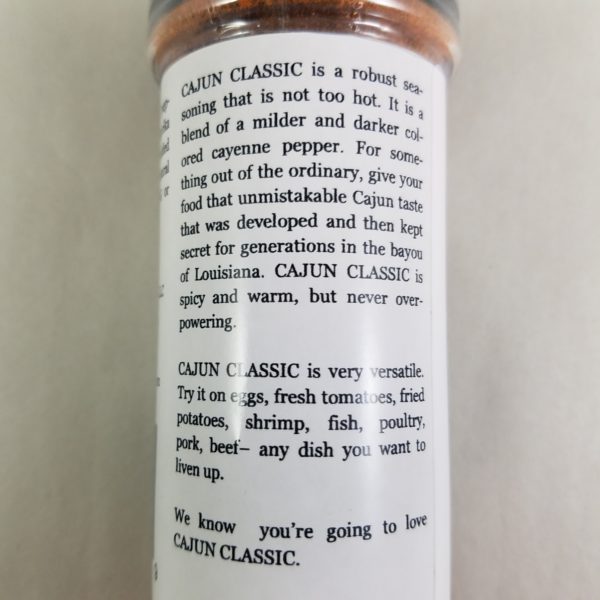 CAJUN CLASSIC is a robust sea-
soning that is not too hot. It is a
blend of a milder and darker col-
ored cayenne pepper. For some-
thing out of the ordinary, give your
food that unmistakable Cajun taste
that was developed and then kept
secret for generations in the bayou
of Louisiana. CAJUN CLASSIC is
spicy and warm, but never over-
powering.
CAJUN CLASSIC is very versatile.
Try it on eggs, fresh tomatoes, fried
potatoes, shrimp, fish, poultry,
pork, beef– any dish you want to
liven up.
We know you're going to love
CAJUN CLASSIC.